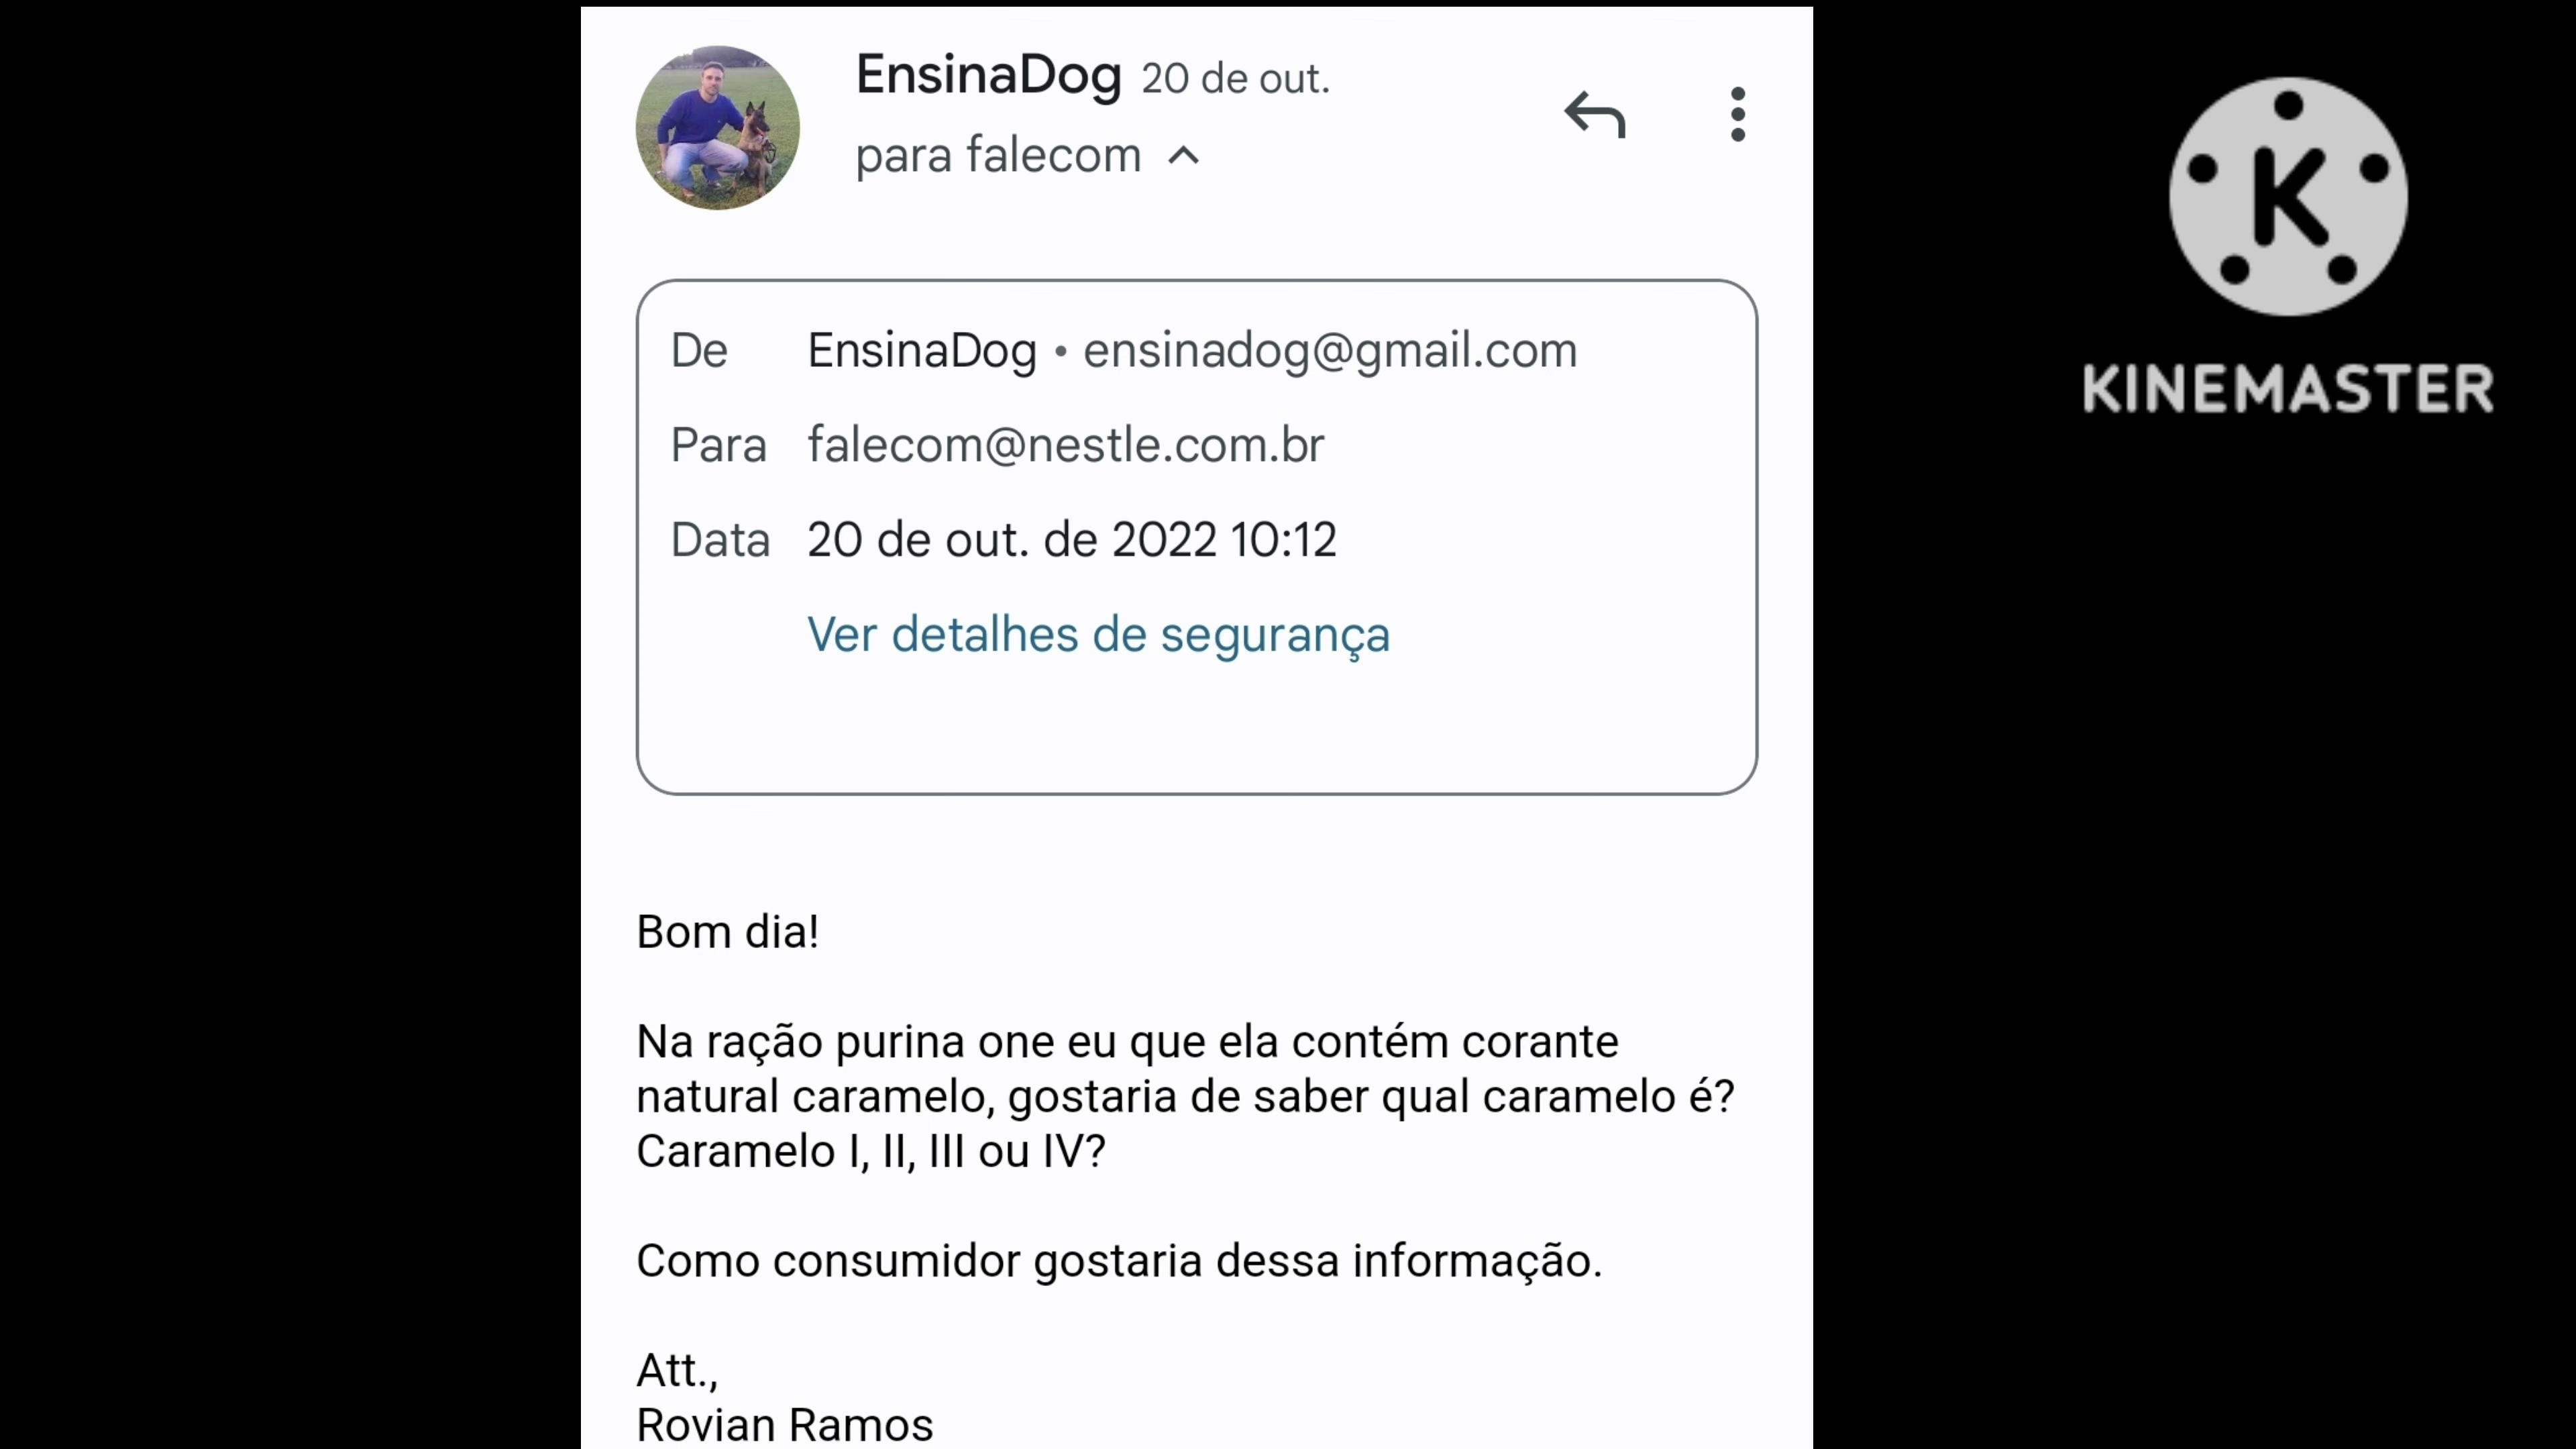 EnsinaDog 20 de out.
para falecom
De EnsinaDog • ensinadog@gmail.com
Para falecom@nestle.com.br
Data 20 de out. de 2022 10:12
Ver detalhes de segurança
Bom dia!
Na ração purina one eu que ela contém corante
natural caramelo, gostaria de saber qual caramelo é?
Caramelo I, II, III ou IV?
Como consumidor gostaria dessa informação.
Att.,
Rovian Ramos
K
KINEMASTER